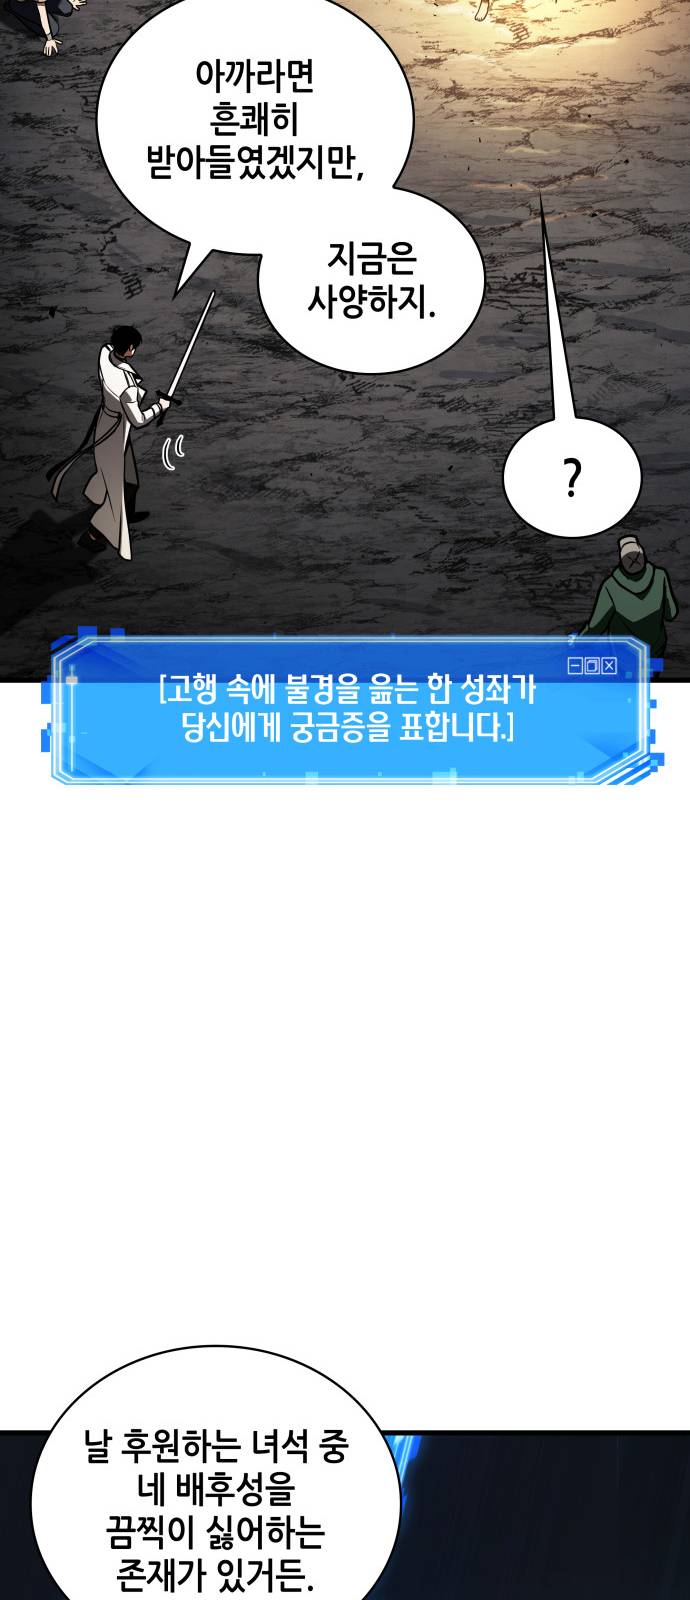 아까라면
흔쾌히
받아들였겠지만,
지금은
사양하지.
?
[고행 속에 불경을 읊는 한 성좌가
당신에게 궁금증을 표합니다.]
날 후원하는 녀석 중
네 배후성을
끔찍이 싫어하는
존재가 있거든.